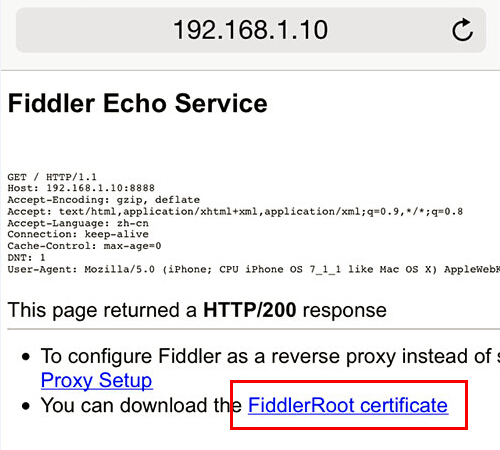 192.168.1.10
Fiddler Echo Service
GET / HTTP/1.1
Host: 192.168.1.10:8888
Accept-Encoding: gzip, deflate
Accept: text/html,application/xhtml+xml,application/xml;q=0.9,*/*;q=0.8
Accept-Language: zh-cn
Connection: keep-alive
Cache-Control: max-age=0
DNT: 1
User-Agent: Mozilla/5.0 (iPhone; CPU iPhone OS 7_1_1 like Mac OS X) AppleWebK
This page returned a HTTP/200 response
• To configure Fiddler as a reverse proxy instead of s
Proxy Setup
• You can download the FiddlerRoot certificate